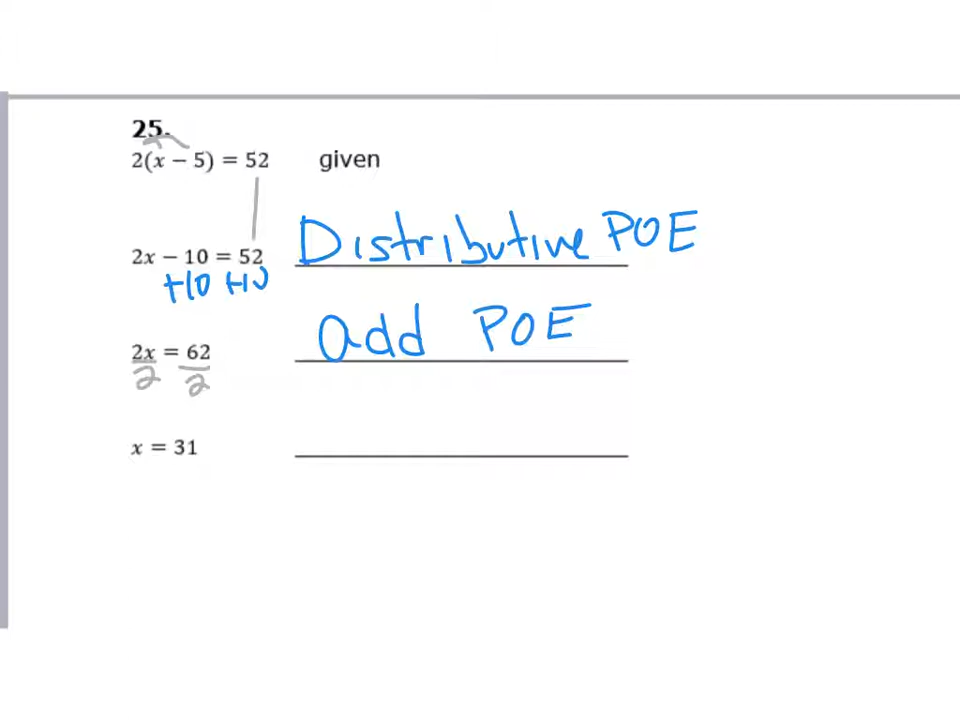 25.
2(x − 5) = 52 given
2x − 10 = 52 Distributive POE
+10 +10
2x = 62 add POE
2 2
x = 31